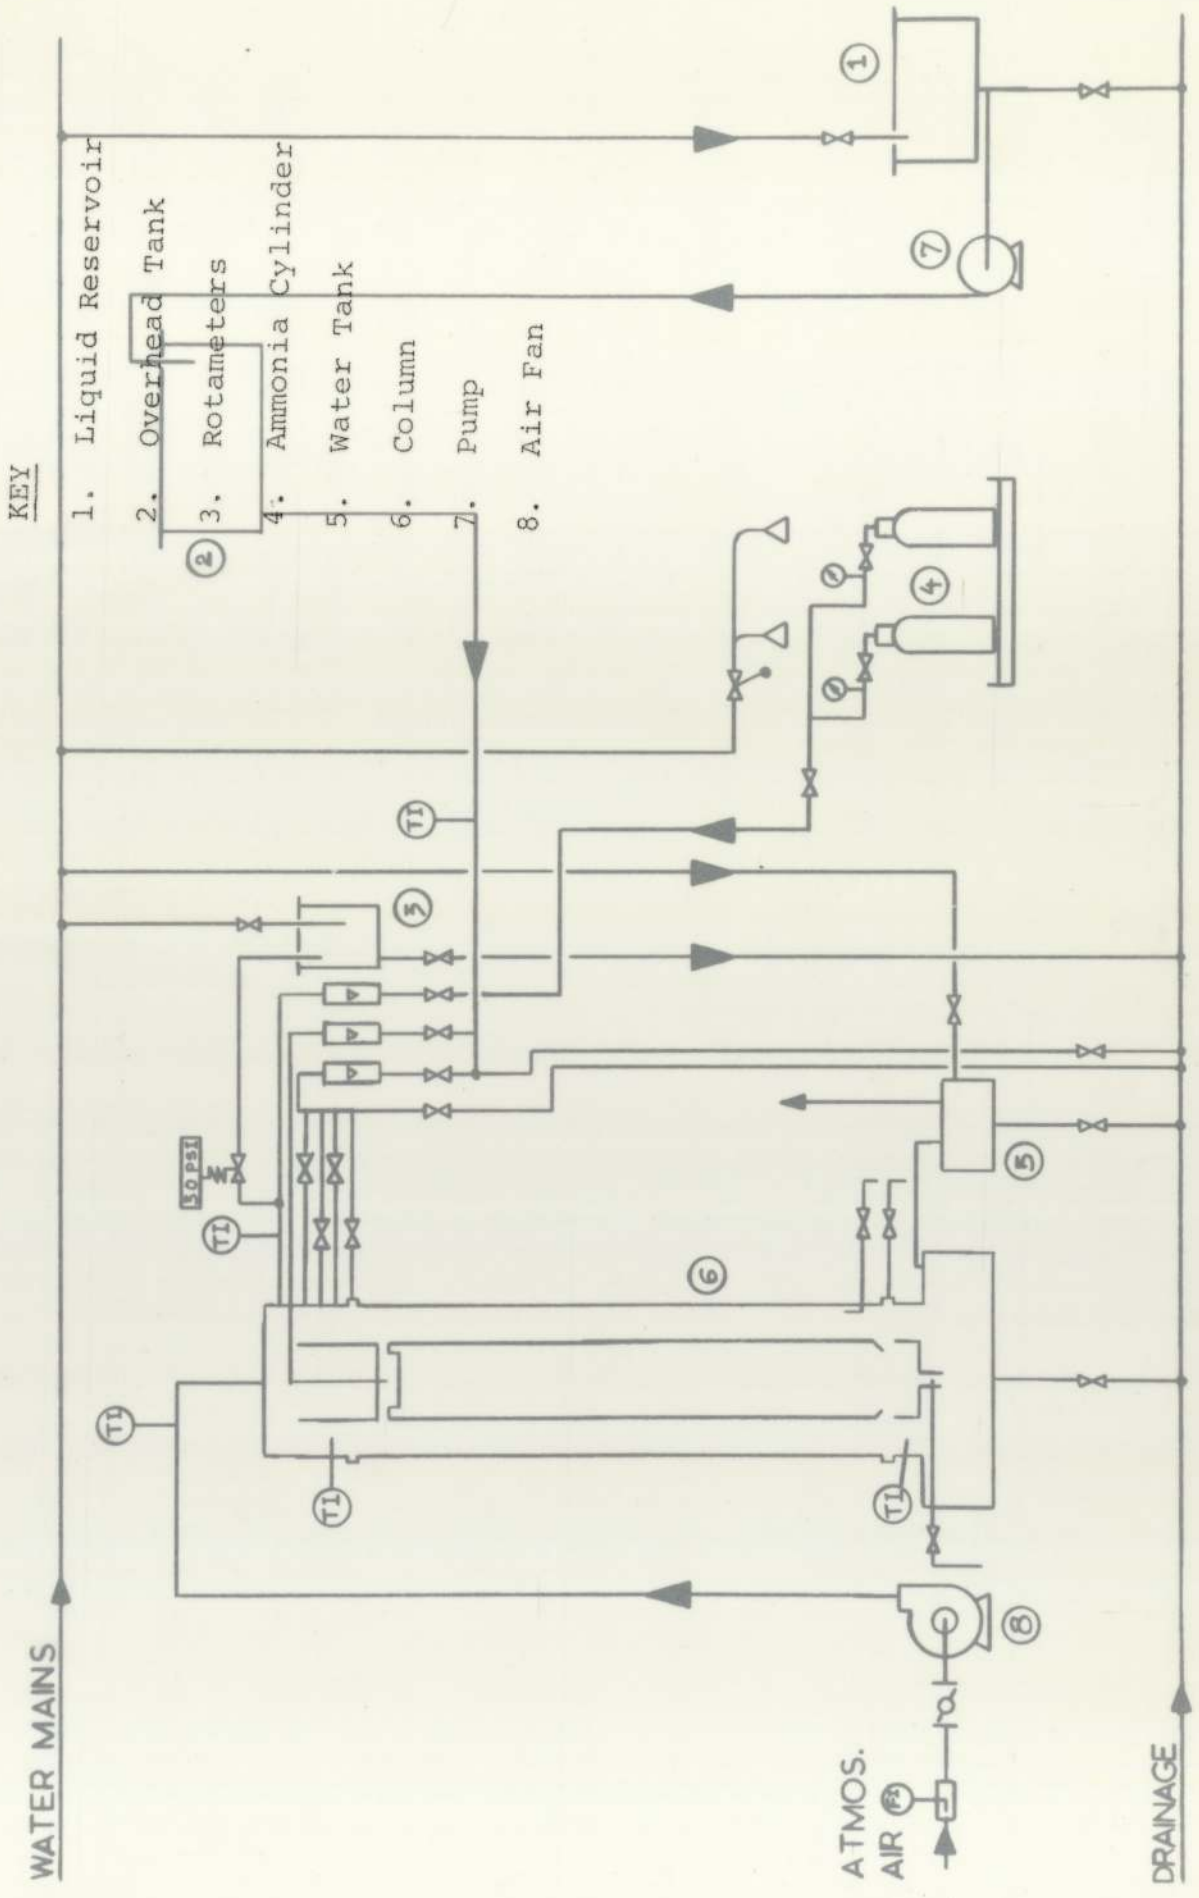 KEY
1. Liquid Reservoir
2. Overhead Tank
3. Rotameters
4. Ammonia Cylinder
5. Water Tank
6. Column
7. Pump
8. Air Fan
WATER MAINS
TI
TI
30 PSI
TI
TI
TI
3
2
1
7
4
6
5
8
ATMOS.
AIR
FI
DRAINAGE